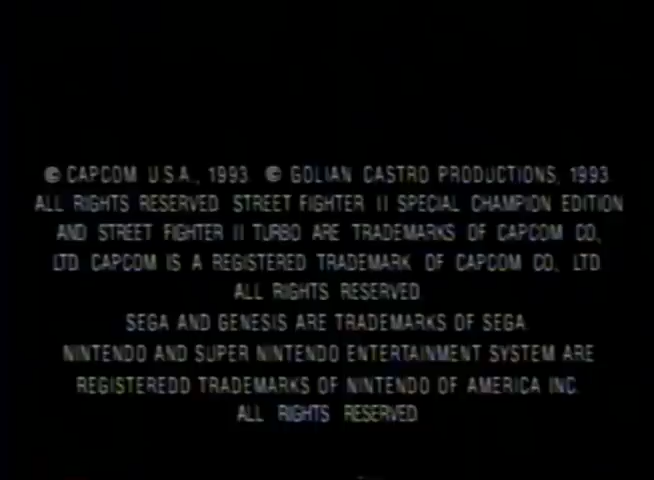 © CAPCOM U.S.A., 1993 © GOLIAN CASTRO PRODUCTIONS, 1993
ALL RIGHTS RESERVED STREET FIGHTER II SPECIAL CHAMPION EDITION
AND STREET FIGHTER II TURBO ARE TRADEMARKS OF CAPCOM CO.,
LTD. CAPCOM IS A REGISTERED TRADEMARK OF CAPCOM CO., LTD.
ALL RIGHTS RESERVED.
SEGA AND GENESIS ARE TRADEMARKS OF SEGA.
NINTENDO AND SUPER NINTENDO ENTERTAINMENT SYSTEM ARE
REGISTEREDD TRADEMARKS OF NINTENDO OF AMERICA INC.
ALL RIGHTS RESERVED